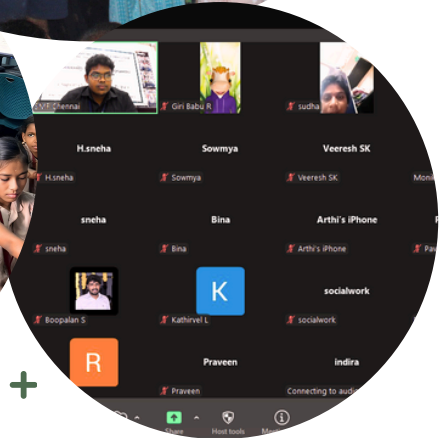 Chennai
Giri Babu R
sudha
H.sneha
Sowmya
Veeresh SK
H.sneha
Sowmya
Veeresh SK
sneha
Bina
Arthi's iPhone
sneha
Bina
Arthi's iPhone
K
socialwork
Boopalan S
Kathirvel L
socialwork
R
Praveen
indira
Praveen
Connecting to audio
Share
Host tools